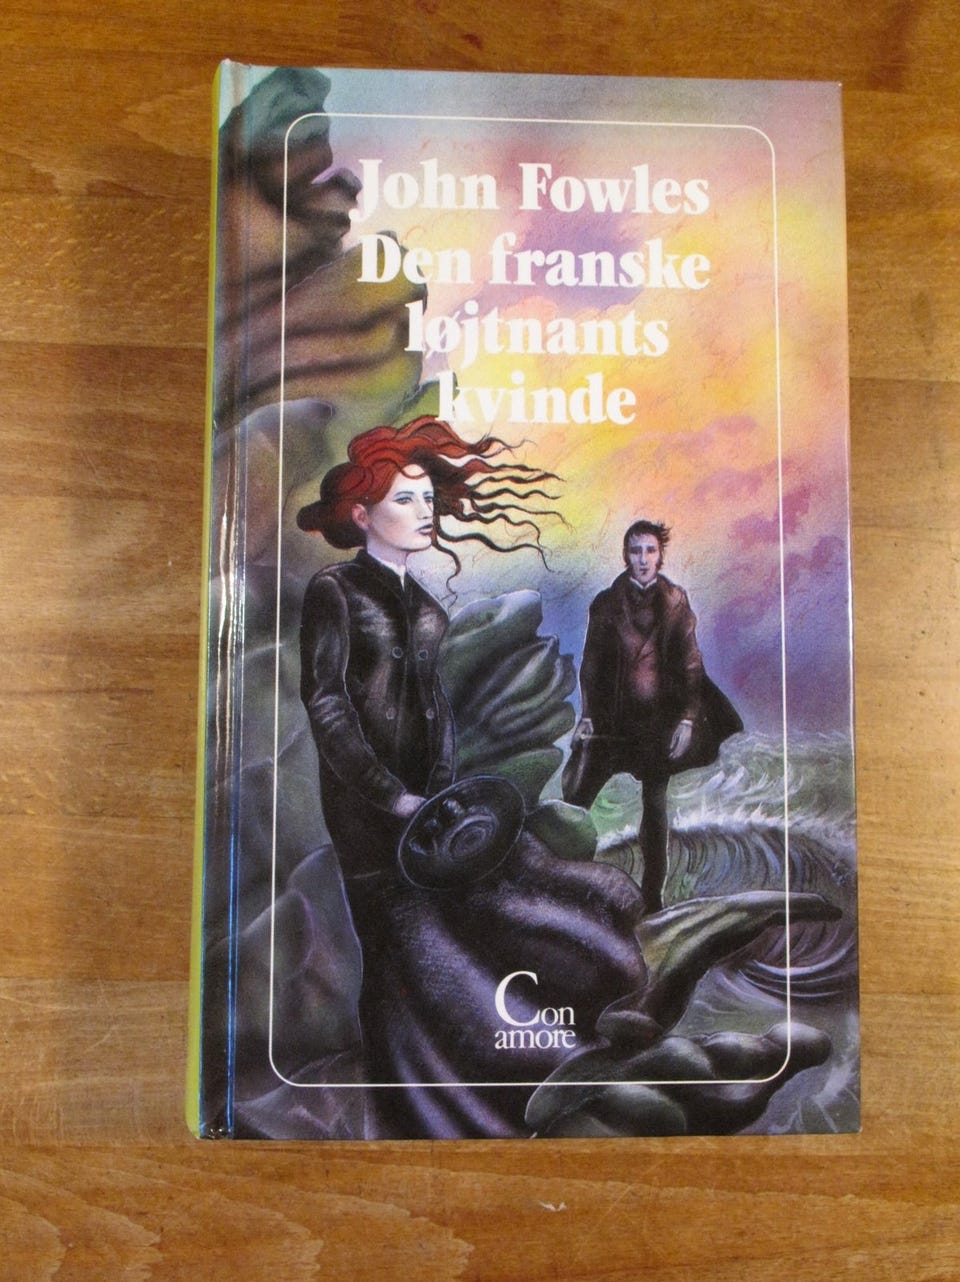 John Fowles
Den franske
løjtnants
kvinde
Con
amore